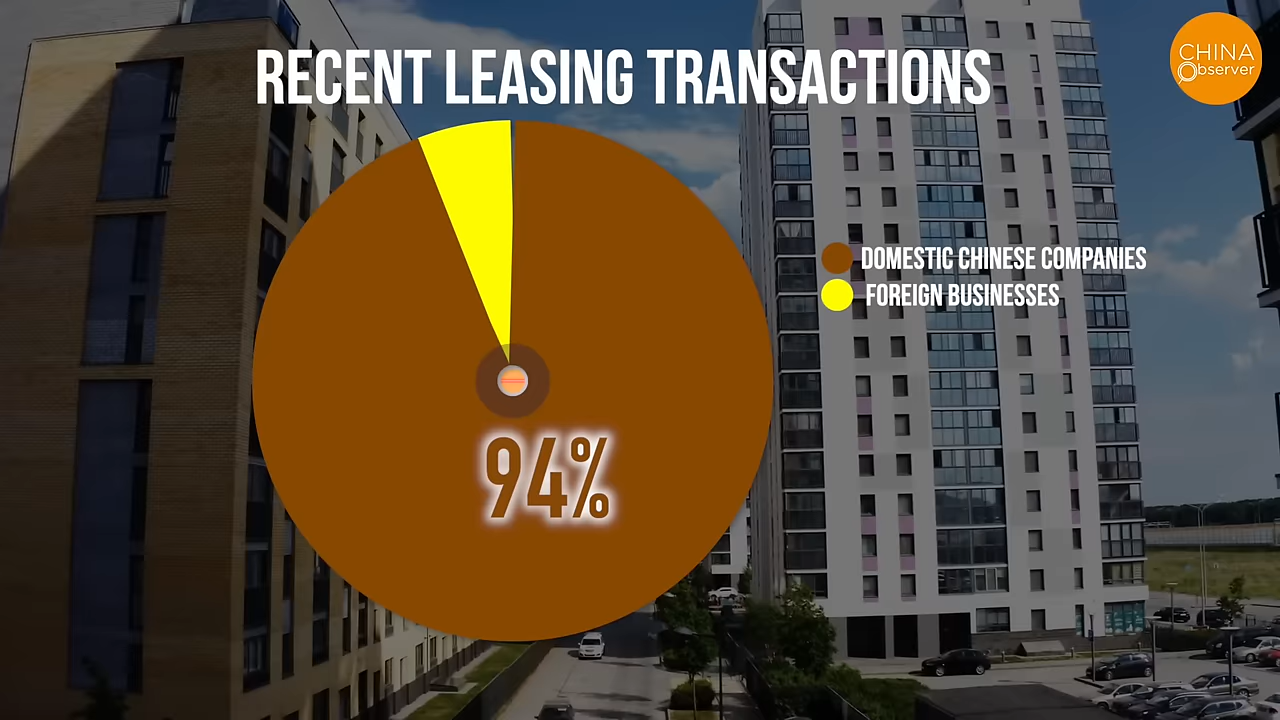 RECENT LEASING TRANSACTIONS
CHINA
Observer
DOMESTIC CHINESE COMPANIES
FOREIGN BUSINESSES
94%